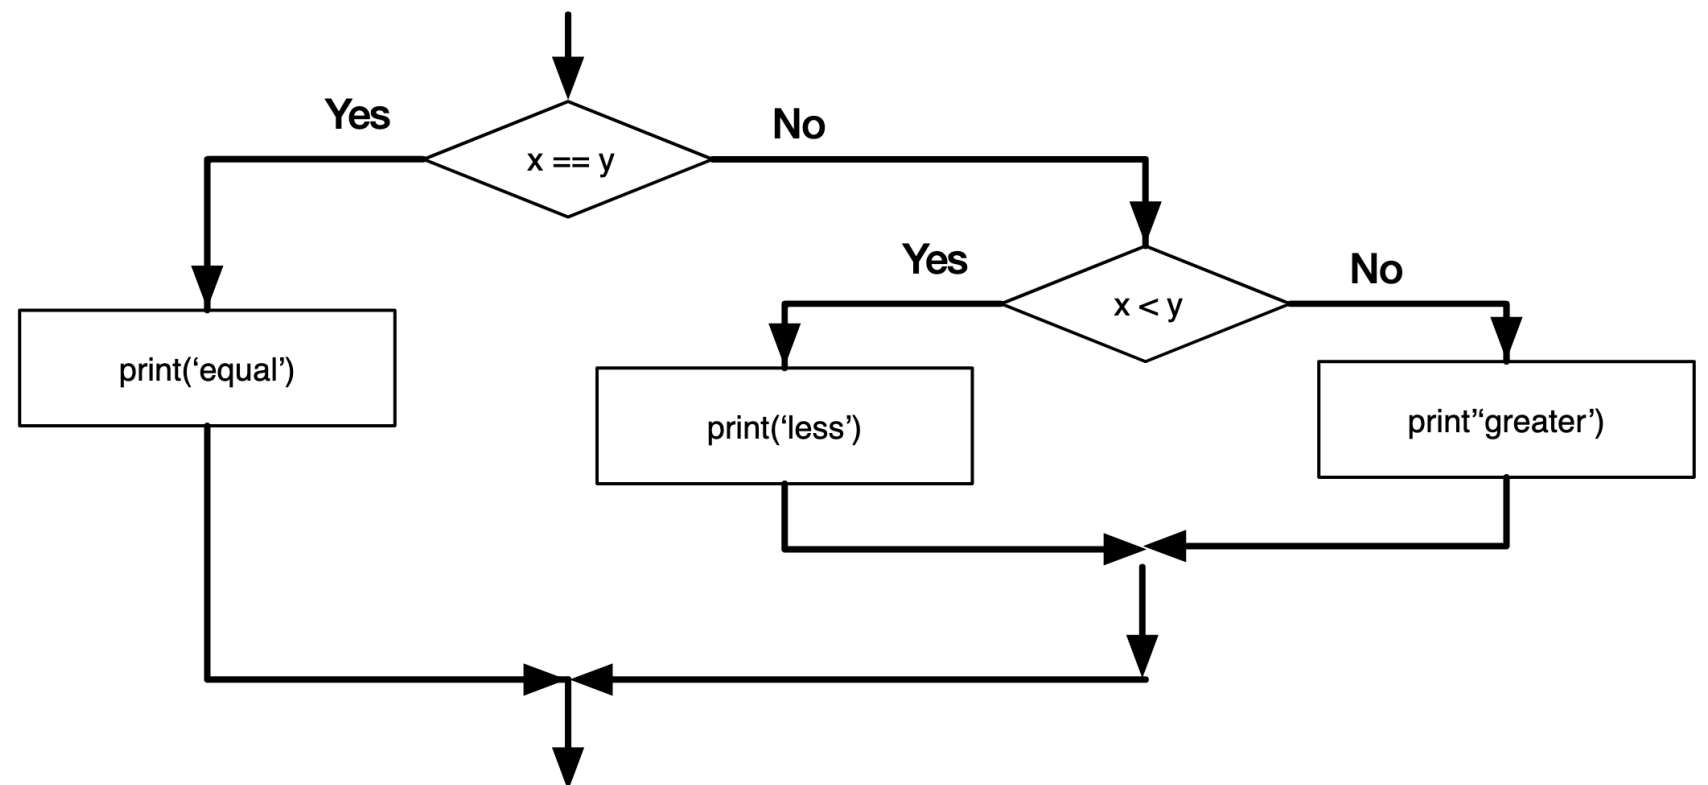 Yes
No
x == y
Yes
No
x < y
print(‘equal’)
print(‘less’)
print’‘greater’)